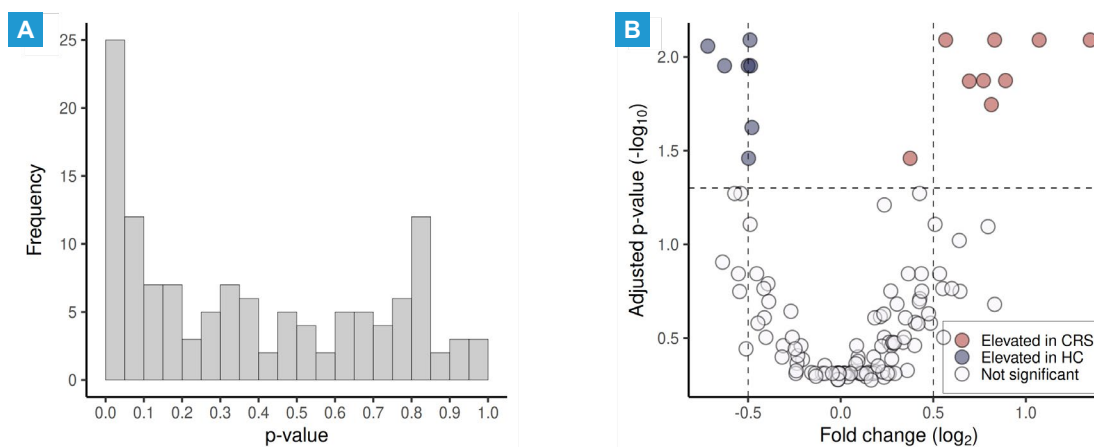 A
25
20
15
10
5
0
Frequency
0.0 0.1 0.2 0.3 0.4 0.5 0.6 0.7 0.8 0.9 1.0
p-value
B
2.0
1.5
1.0
0.5
Adjusted p-value (-log10)
Elevated in CRS
Elevated in HC
Not significant
-0.5 0.0 0.5 1.0
Fold change (log2)